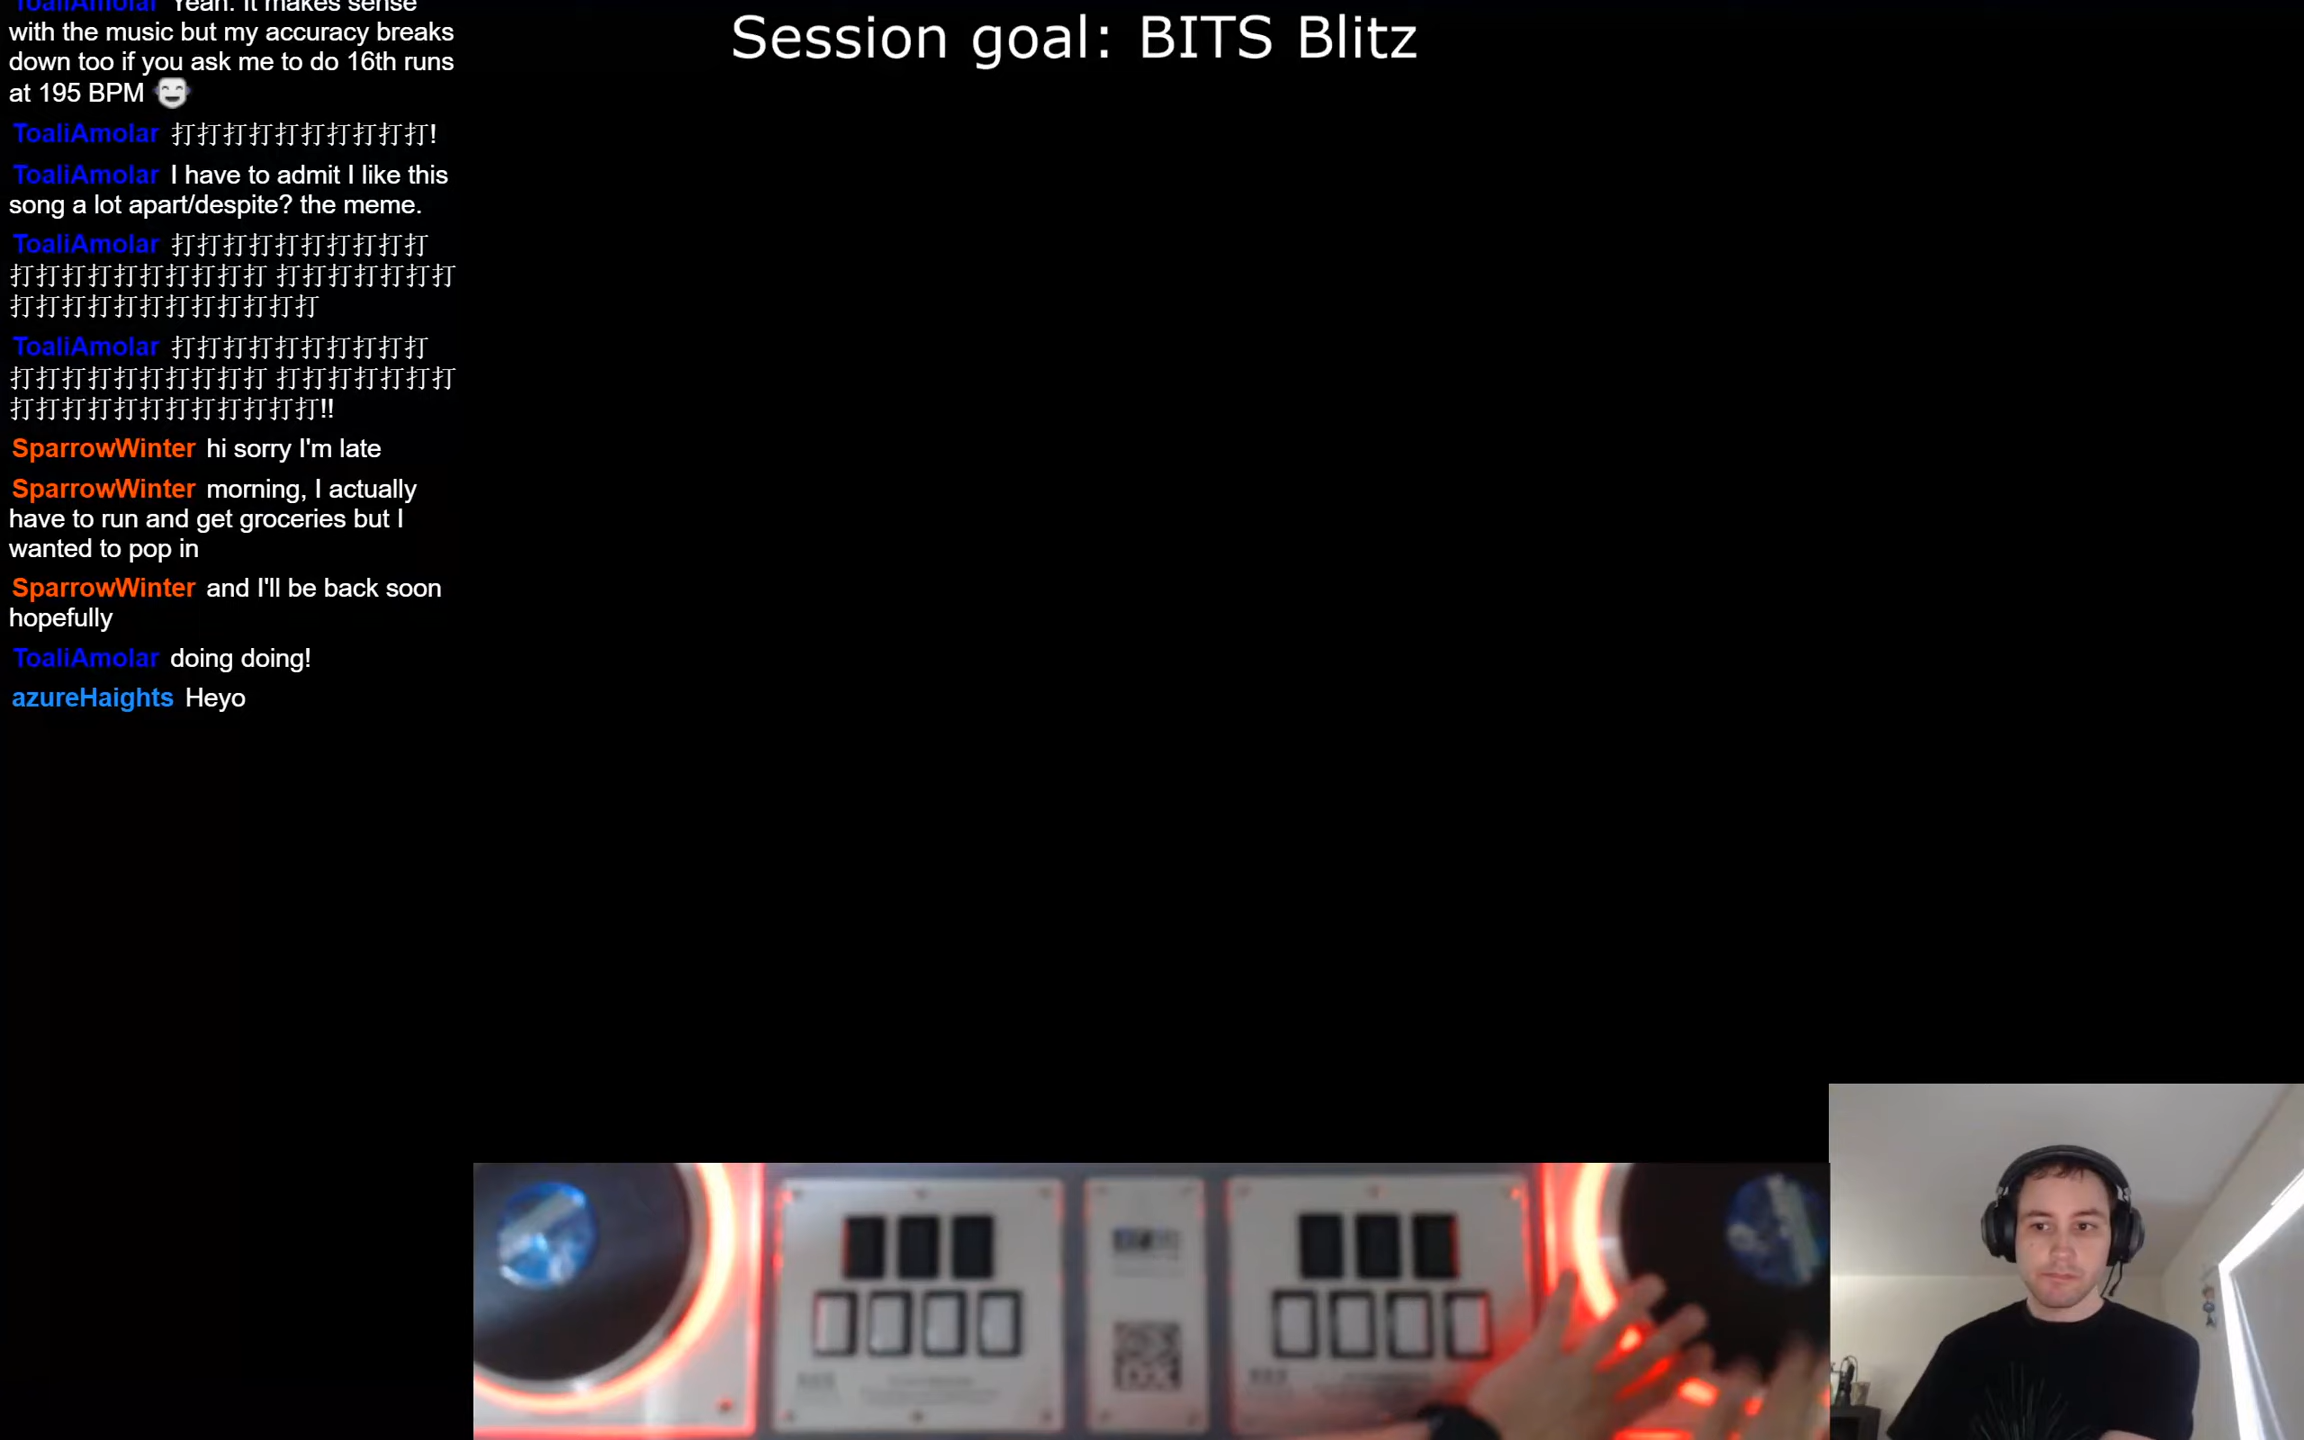 ToaliAmolar Yeah. It makes sense
with the music but my accuracy breaks
down too if you ask me to do 16th runs
at 195 BPM
Session goal: BITS Blitz
ToaliAmolar 打打打打打打打打打打!
ToaliAmolar I have to admit I like this
song a lot apart/despite? the meme.
ToaliAmolar 打打打打打打打打打打
打打打打打打打打打打 打打打打打打打
打打打打打打打打打打打打
ToaliAmolar 打打打打打打打打打打
打打打打打打打打打打 打打打打打打打
打打打打打打打打打打打打!!
SparrowWinter hi sorry I'm late
SparrowWinter morning, I actually
have to run and get groceries but I
wanted to pop in
SparrowWinter and I'll be back soon
hopefully
ToaliAmolar doing doing!
azureHaights Heyo